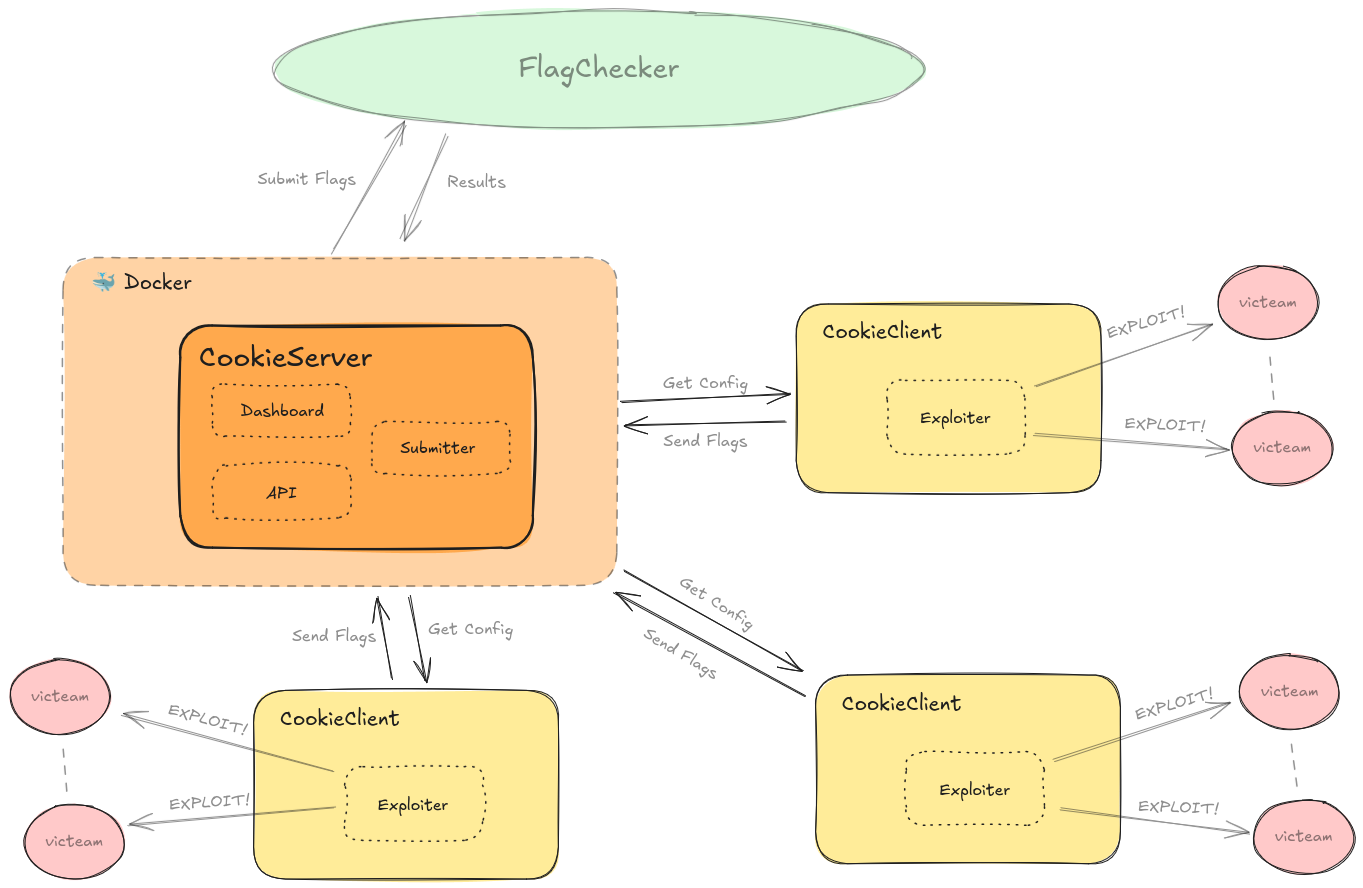 FlagChecker
Submit Flags
Results
Docker
CookieServer
Dashboard
Submitter
API
Get Config
Send Flags
CookieClient
Exploiter
EXPLOIT!
EXPLOIT!
victeam
victeam
Send Flags
Get Config
Get Config
Send Flags
victeam
victeam
EXPLOIT!
EXPLOIT!
CookieClient
Exploiter
CookieClient
Exploiter
EXPLOIT!
EXPLOIT!
victeam
victeam